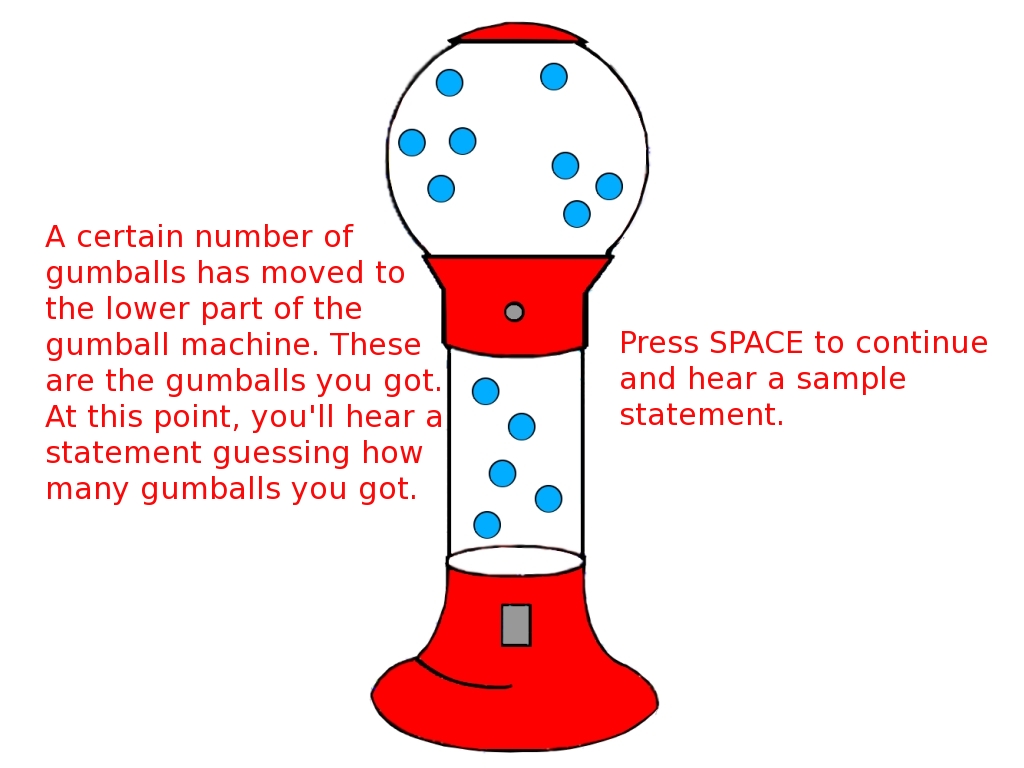 A certain number of
gumballs has moved to
the lower part of the
gumball machine. These
are the gumballs you got.
At this point, you'll hear a
statement guessing how
many gumballs you got.
Press SPACE to continue
and hear a sample
statement.